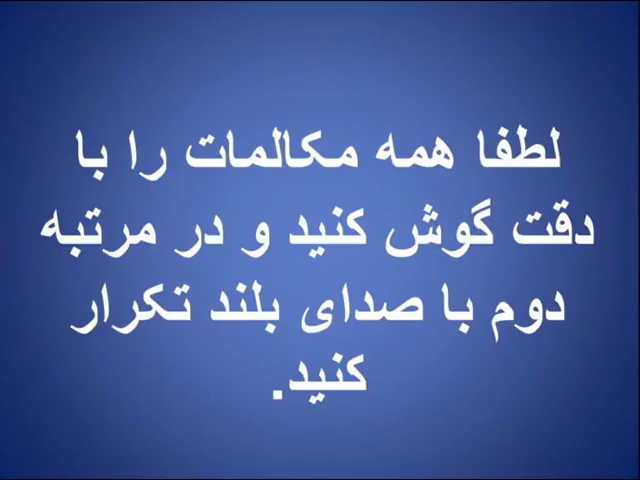 لطفا همه مکالمات را با
دقت گوش کنید و در مرتبه
دوم با صدای بلند تکرار
کنید.